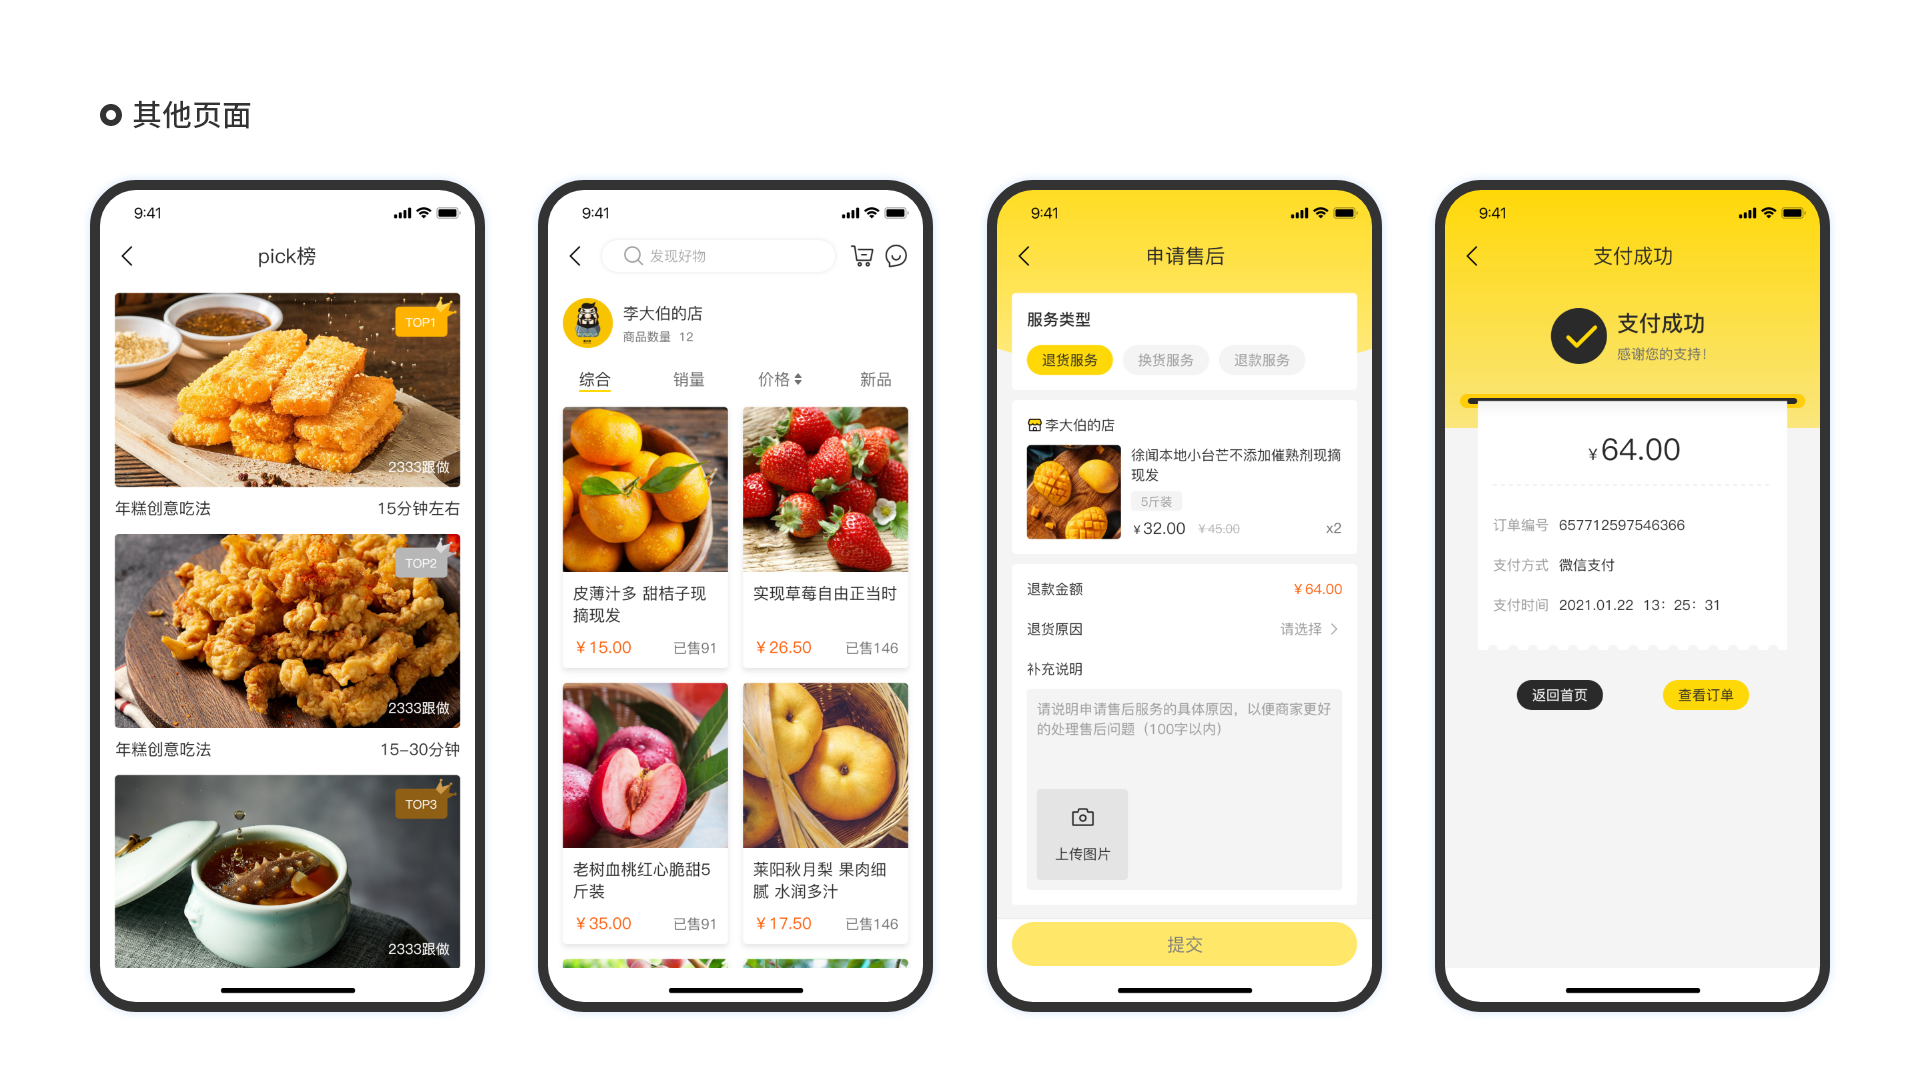 其他页面
9:41
pick榜
TOP1
2333跟做
年糕创意吃法 15分钟左右
TOP2
2333跟做
年糕创意吃法 15-30分钟
TOP3
2333跟做
9:41
发现好物
李大伯的店
商品数量 12
综合 销量 价格 新品
皮薄汁多 甜桔子现
摘现发
¥15.00 已售91
实现草莓自由正当时
¥26.50 已售146
老树血桃红心脆甜5
斤装
¥35.00 已售91
莱阳秋月梨 果肉细
腻 水润多汁
¥17.50 已售146
9:41
申请售后
服务类型
退货服务 换货服务 退款服务
李大伯的店
徐闻本地小台芒不添加催熟剂现摘
现发
5斤装
¥32.00 ¥45.00 x2
退款金额 ¥64.00
退货原因 请选择
补充说明
请说明申请售后服务的具体原因，以便商家更好
的处理售后问题（100字以内）
上传图片
提交
9:41
支付成功
支付成功
感谢您的支持！
¥64.00
订单编号 657712597546366
支付方式 微信支付
支付时间 2021.01.22 13：25：31
返回首页 查看订单